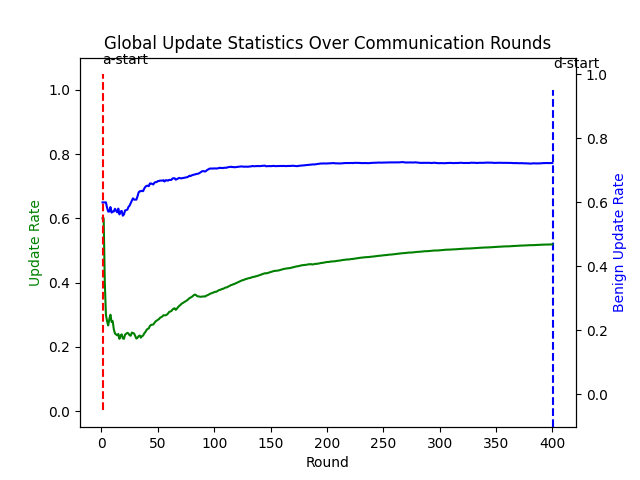 Global Update Statistics Over Communication Rounds
a-start
d-start
Update Rate
1.0
0.8
0.6
0.4
0.2
0.0
1.0
0.8
0.6
0.4
0.2
0.0
Benign Update Rate
0 50 100 150 200 250 300 350 400
Round